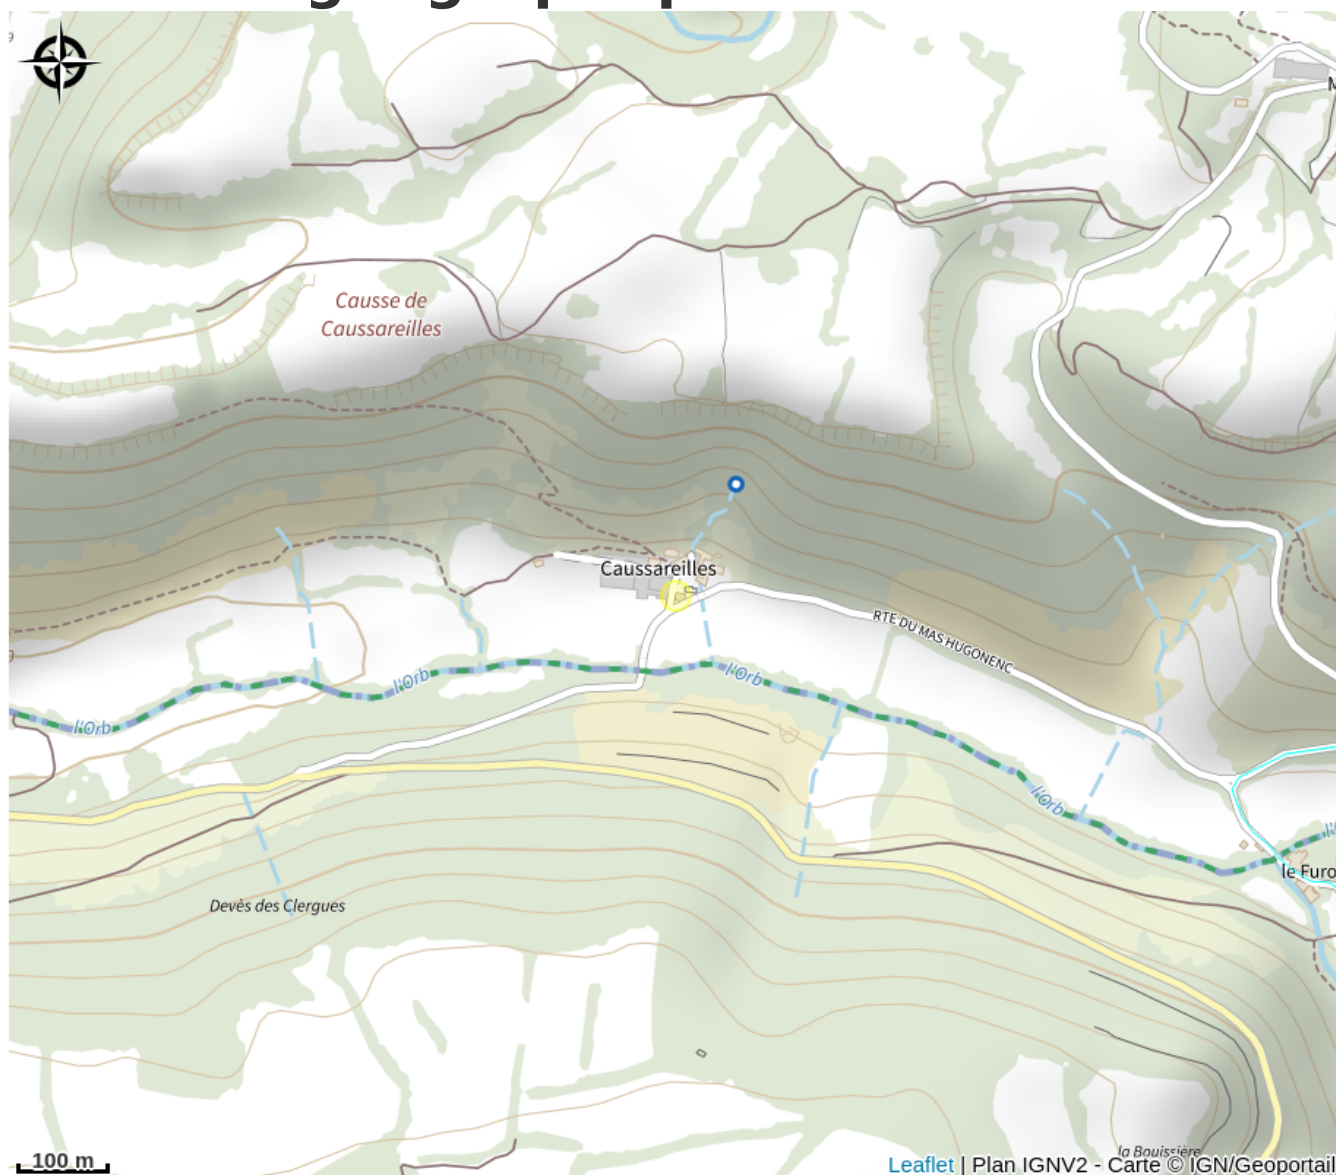 Causse de
Caussareilles
Caussareilles
RTE DU MAS HUGONENC
l'Orb
l'Orb
l'Orb
l'Orb
le Furo
Devès des Clergues
la Bouissière
100 m
Leaflet | Plan IGNV2 - Carte © IGN/Geoportail